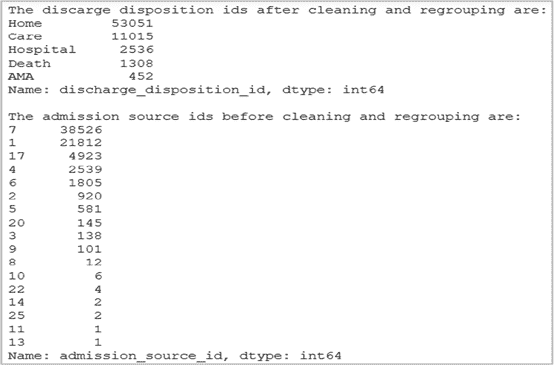 The discarge disposition ids after cleaning and regrouping are:
Home 53051
Care 11015
Hospital 2536
Death 1308
AMA 452
Name: discharge_disposition_id, dtype: int64
The admission source ids before cleaning and regrouping are:
7 38526
1 21812
17 4923
4 2539
6 1805
2 920
5 581
20 145
3 138
9 101
8 12
10 6
22 4
14 2
25 2
11 1
13 1
Name: admission_source_id, dtype: int64